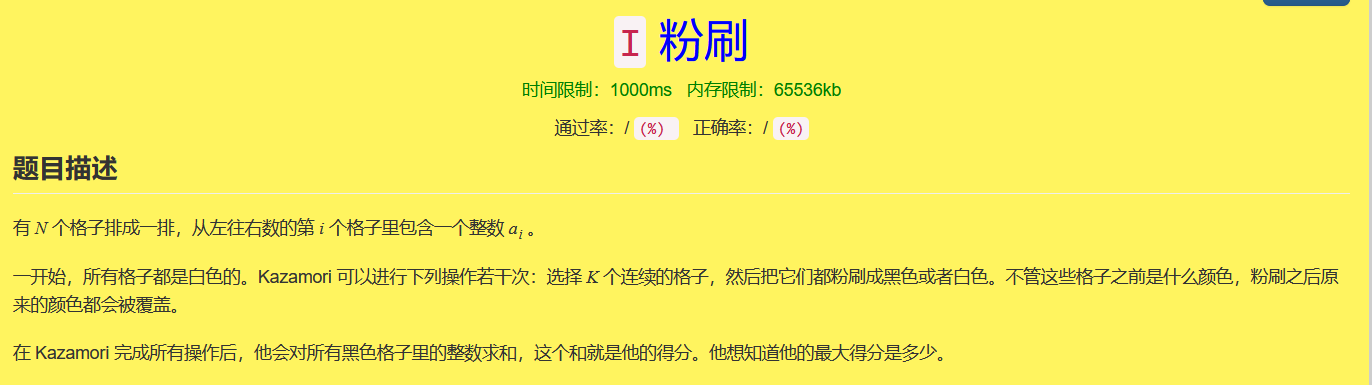 I 粉刷
时间限制：1000ms 内存限制：65536kb
通过率：/ (%) 正确率：/ (%)
题目描述
有 N 个格子排成一排，从左往右数的第 i 个格子里包含一个整数 a_i 。
一开始，所有格子都是白色的。Kazamori 可以进行下列操作若干次：选择 K 个连续的格子，然后把它们都粉刷成黑色或者白色。不管这些格子之前是什么颜色，粉刷之后原
来的颜色都会被覆盖。
在 Kazamori 完成所有操作后，他会对所有黑色格子里的整数求和，这个和就是他的得分。他想知道他的最大得分是多少。